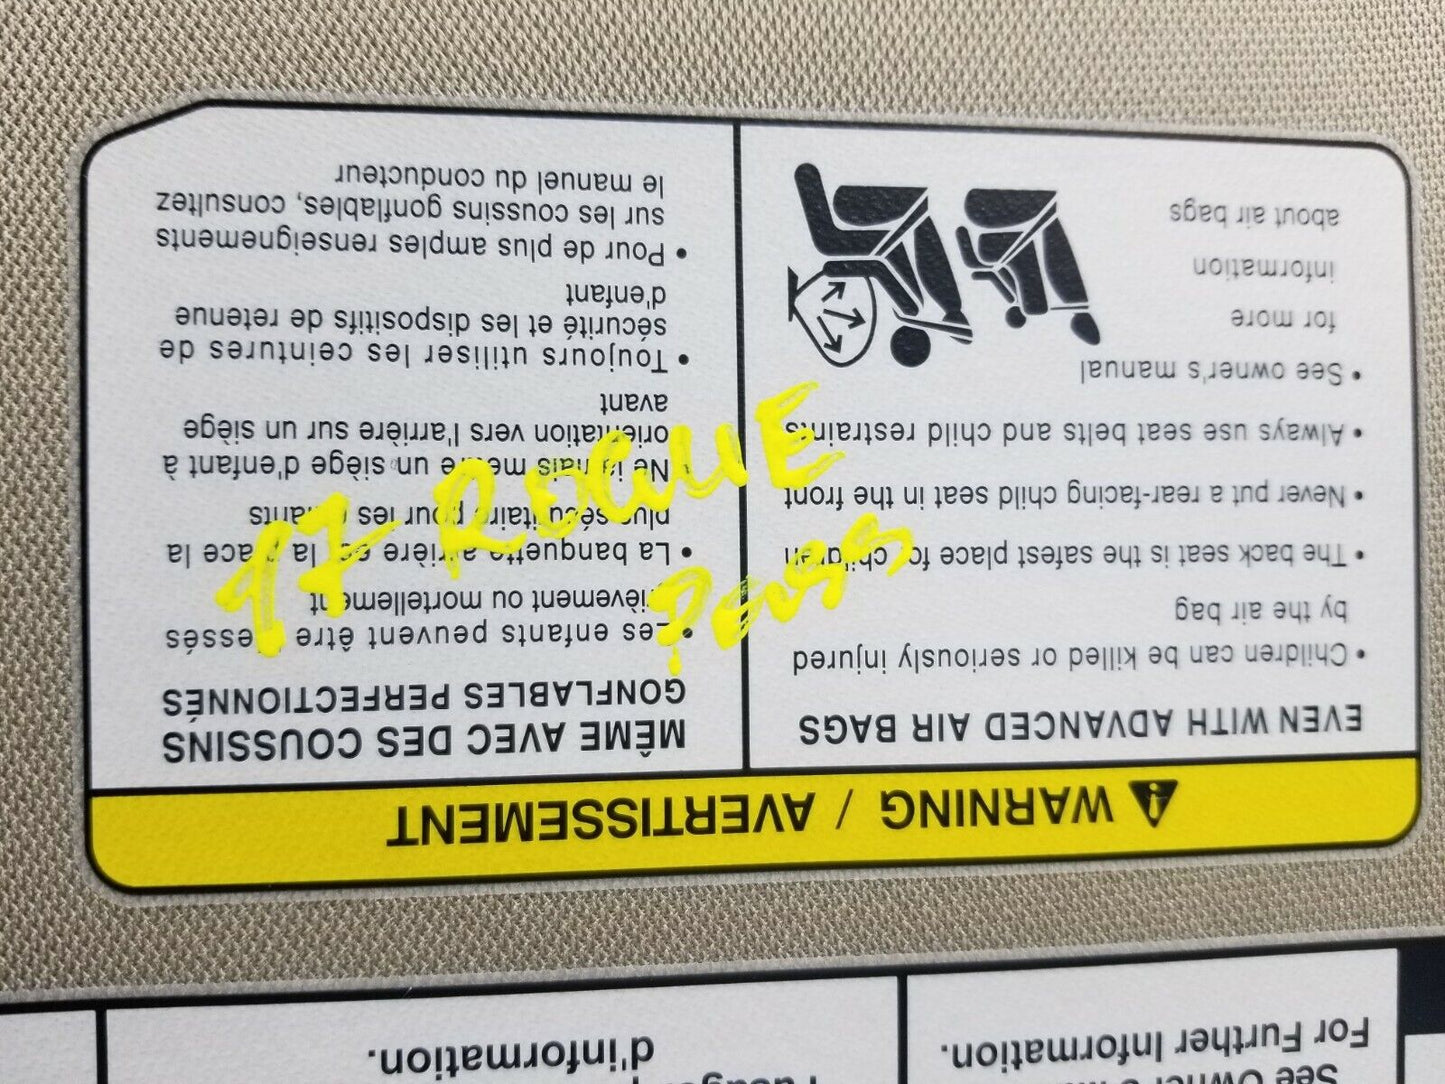 WARNING / AVERTISSEMENT
EVEN WITH ADVANCED AIR BAGS
• Children can be killed or seriously injured
by the air bag
• The back seat is the safest place for children
• Never put a rear-facing child seat in the front
• Always use seat belts and child restraints
• See owner's manual
for more
information
about air bags
MÊME AVEC DES COUSSINS
GONFLABLES PERFECTIONNÉS
• Les enfants peuvent être blessés
grièvement ou mortellement
• La banquette arrière est la place la
plus sécuritaire pour les enfants
• Ne jamais mettre un siège d'enfant à
orientation vers l'arrière sur un siège
avant
• Toujours utiliser les ceintures de
sécurité et les dispositifs de retenue
d'enfant
• Pour de plus amples renseignements
sur les coussins gonflables, consultez
le manuel du conducteur
17 ROGUE
PASS
See Owner's
For Further Information.
d'information.